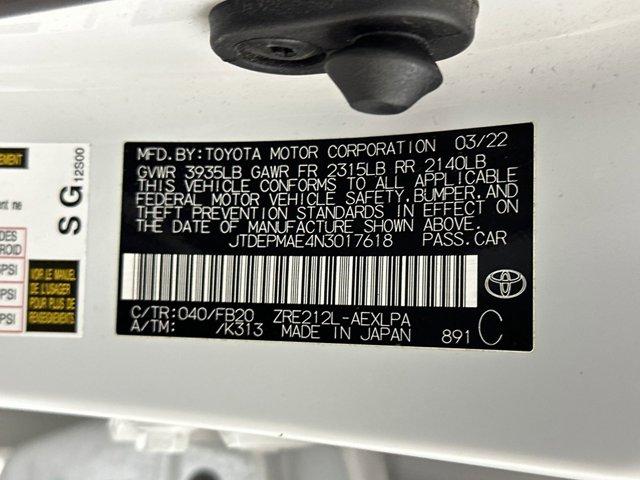 MFD.BY:TOYOTA MOTOR CORPORATION 03/22
GVWR 3935LB GAWR FR 2315LB RR 2140LB
THIS VEHICLE CONFORMS TO ALL APPLICABLE
FEDERAL MOTOR VEHICLE SAFETY,BUMPER,AND
THEFT PREVENTION STANDARDS IN EFFECT ON
THE DATE OF MANUFACTURE SHOWN ABOVE.
JTDEPMAE4N3017618 PASS.CAR
C/TR:040/FB20 ZRE212L-AEXLPA
A/TM: /K313 MADE IN JAPAN 891 C
SG12S00
PSI
PSI
PSI
VOIR LE MANUEL
DU PROPRIÉTAIRE
POUR PLUS DE
RENSEIGNEMENTS